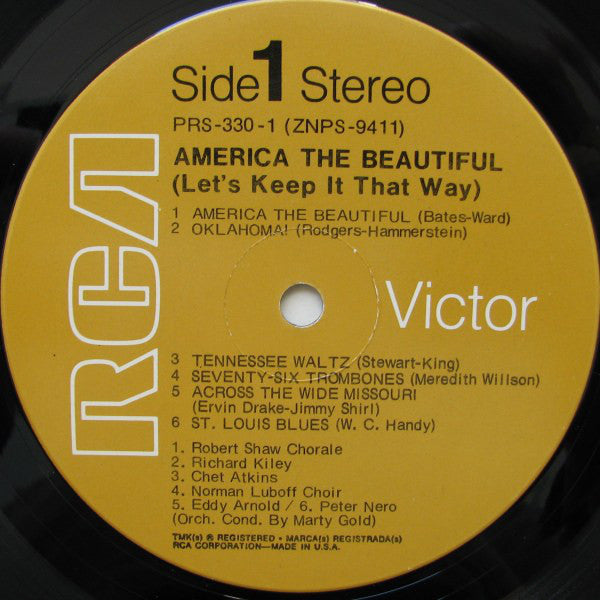 Side 1 Stereo
PRS-330-1 (ZNPS-9411)
AMERICA THE BEAUTIFUL
(Let's Keep It That Way)
1 AMERICA THE BEAUTIFUL (Bates-Ward)
2 OKLAHOMA! (Rodgers-Hammerstein)
RCA
Victor
3 TENNESSEE WALTZ (Stewart-King)
4 SEVENTY-SIX TROMBONES (Meredith Willson)
5 ACROSS THE WIDE MISSOURI
(Ervin Drake-Jimmy Shirl)
6 ST. LOUIS BLUES (W. C. Handy)
1. Robert Shaw Chorale
2. Richard Kiley
3. Chet Atkins
4. Norman Luboff Choir
5. Eddy Arnold / 6. Peter Nero
(Orch. Cond. By Marty Gold)
TMK(s) ® REGISTERED • MARCA(s) REGISTRADA(s)
RCA CORPORATION—MADE IN U.S.A.